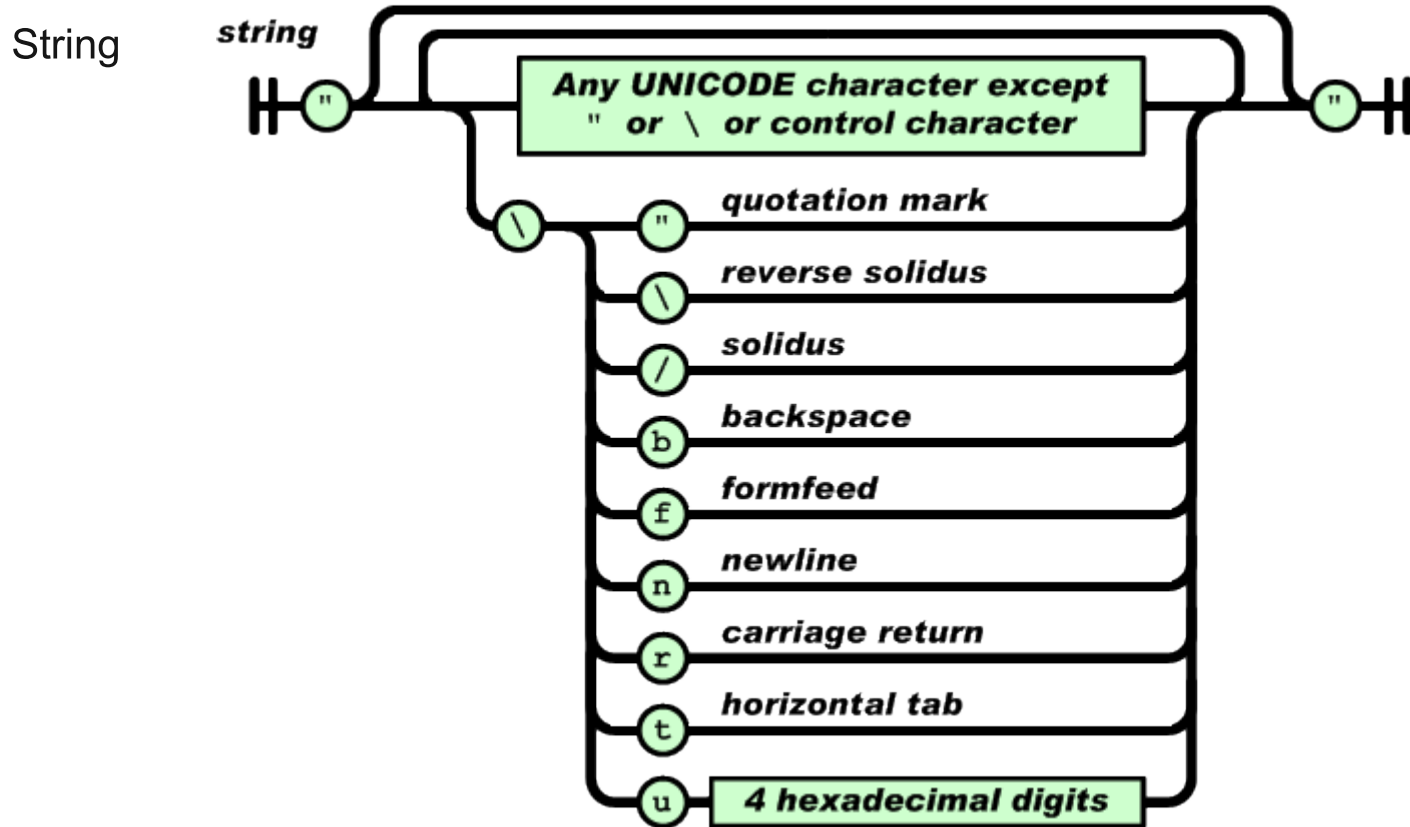 String
string
"
Any UNICODE character except
" or \ or control character
"
\
" quotation mark
\ reverse solidus
/ solidus
b backspace
f formfeed
n newline
r carriage return
t horizontal tab
u 4 hexadecimal digits